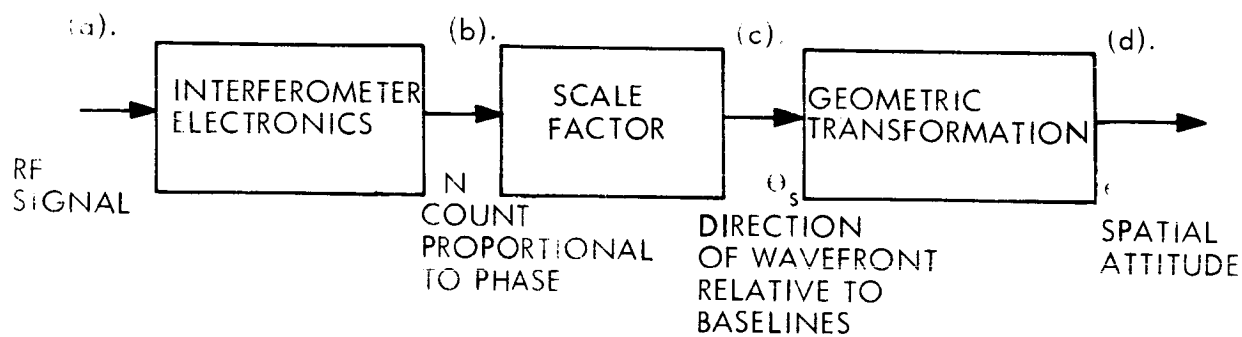 (a).
(b).
(c).
(d).
INTERFEROMETER
ELECTRONICS
SCALE
FACTOR
GEOMETRIC
TRANSFORMATION
RF
SIGNAL
N
COUNT
PROPORTIONAL
TO PHASE
Θs
DIRECTION
OF WAVEFRONT
RELATIVE TO
BASELINES
SPATIAL
ATTITUDE